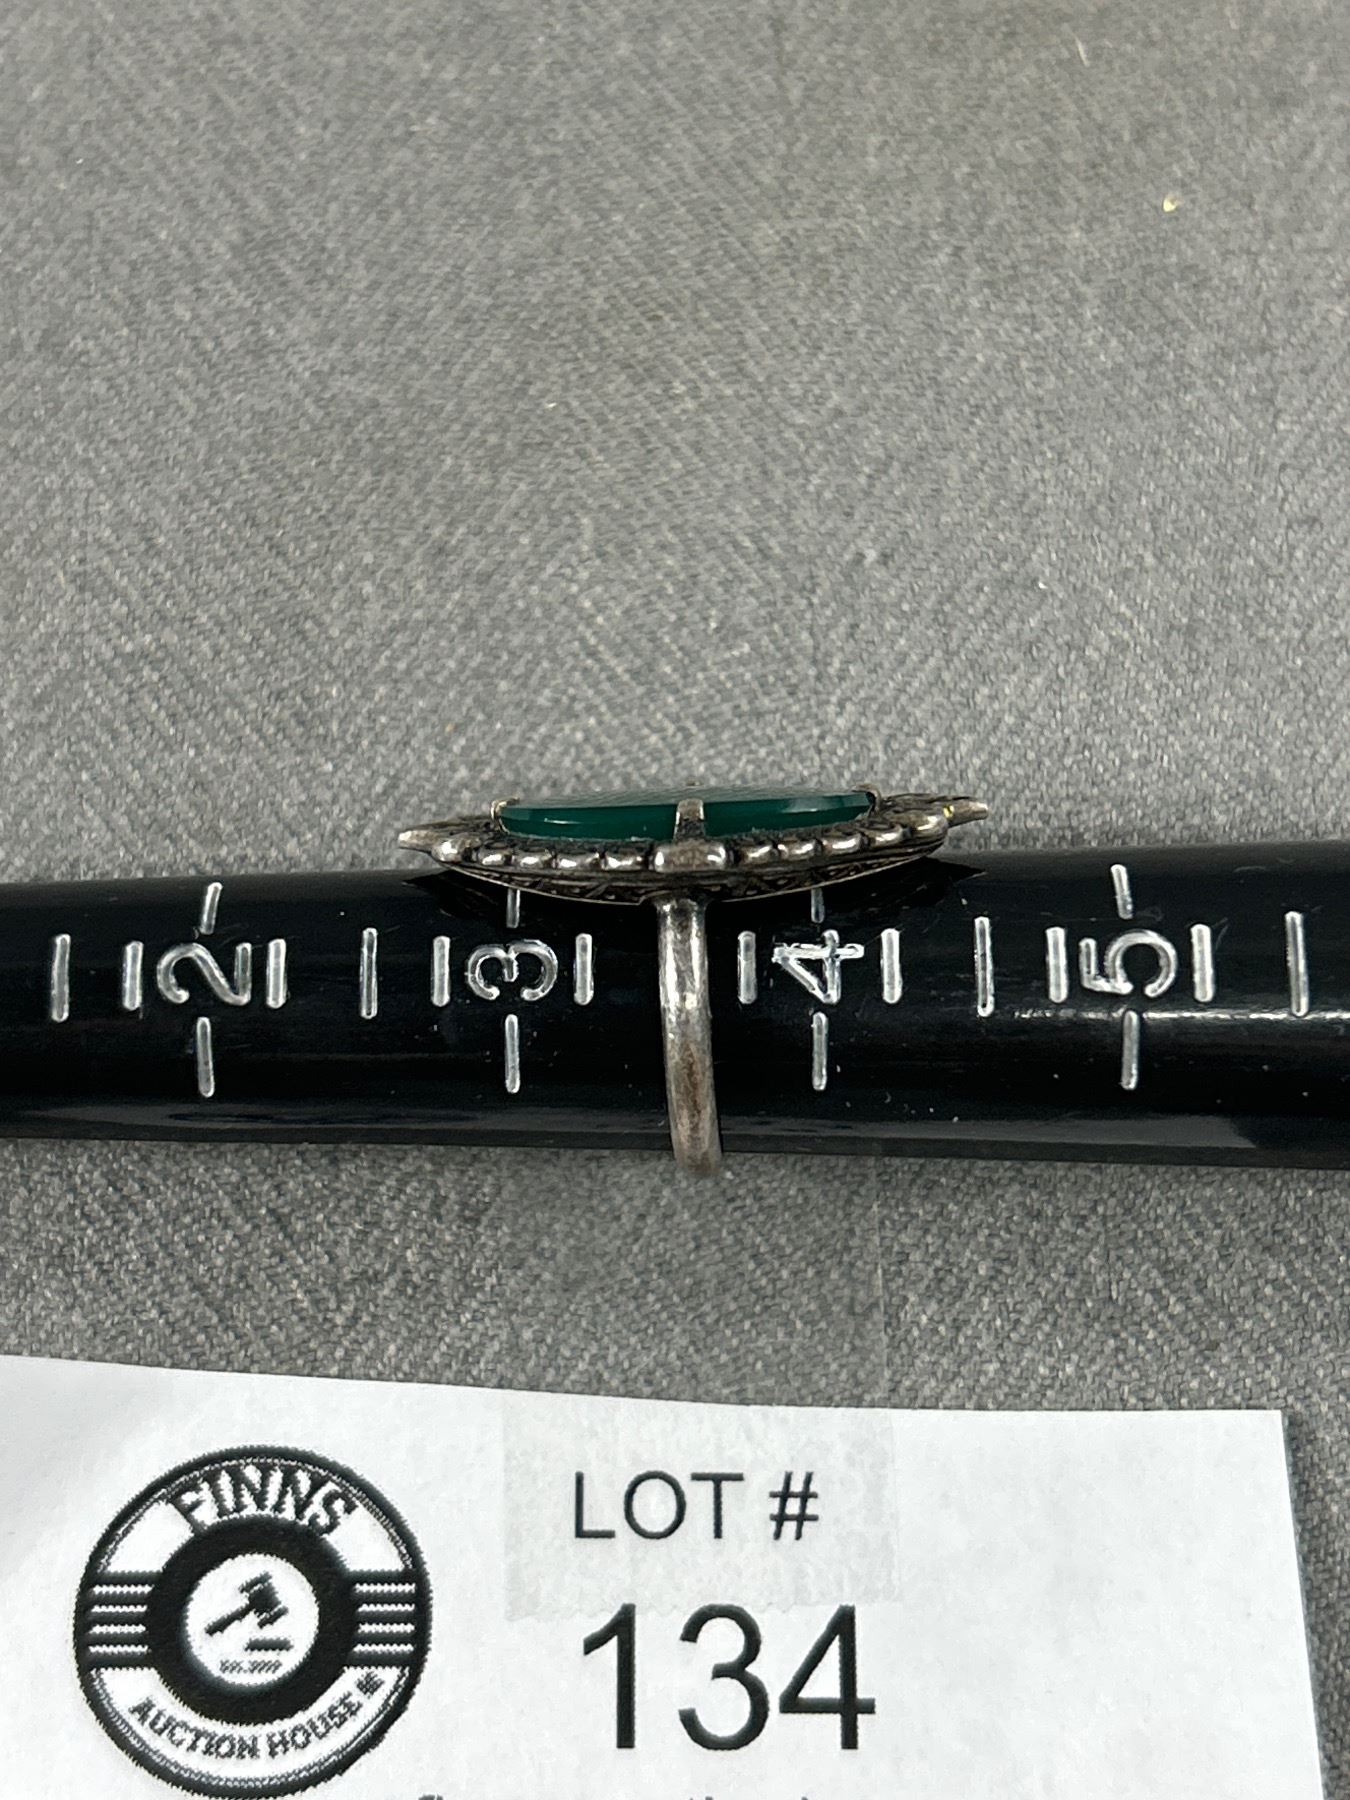 2 3 4 5
FINNS
AUCTION HOUSE
LOT #
134